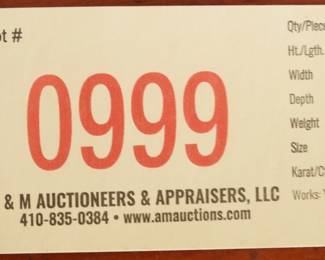 ot #
0999
& M AUCTIONEERS & APPRAISERS, LLC
410-835-0384 • www.amauctions.com
Qty/Piece
Ht./Lgth.
Width
Depth
Weight
Size
Karat/C
Works: